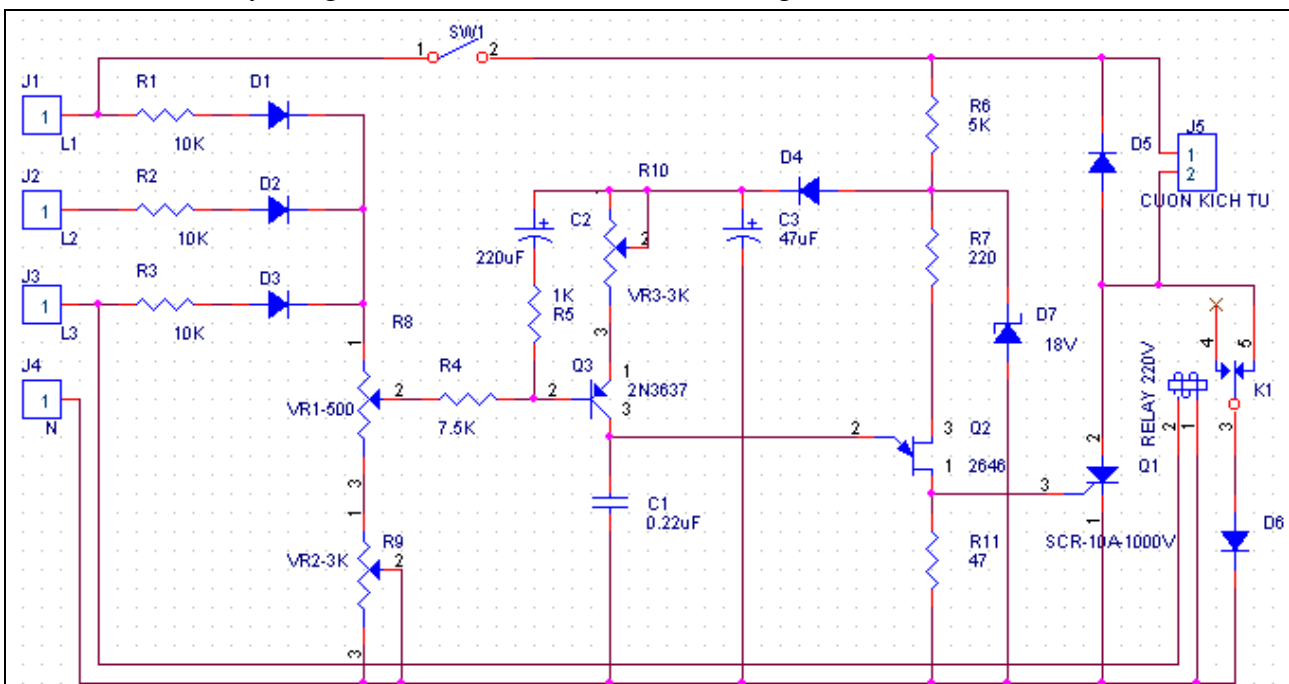 SW1
1 2
J1
1
L1
R1
10K
D1
J2
1
L2
R2
10K
D2
J3
1
L3
R3
10K
D3
J4
1
N
R8
1
2
VR1-500
3
R4
7.5K
1
R9
2
VR2-3K
3
C2
220uF
1K
R5
R10
2
VR3-3K
3
Q3
1
2
2N3637
3
C1
0.22uF
D4
C3
47uF
R6
5K
R7
220
D7
18V
2
3
Q2
1
2646
R11
47
D5
J5
1
2
CUON KICH TU
2
Q1
3
1
SCR-10A-1000V
RELAY 220V
2
1
4
5
K1
3
D6